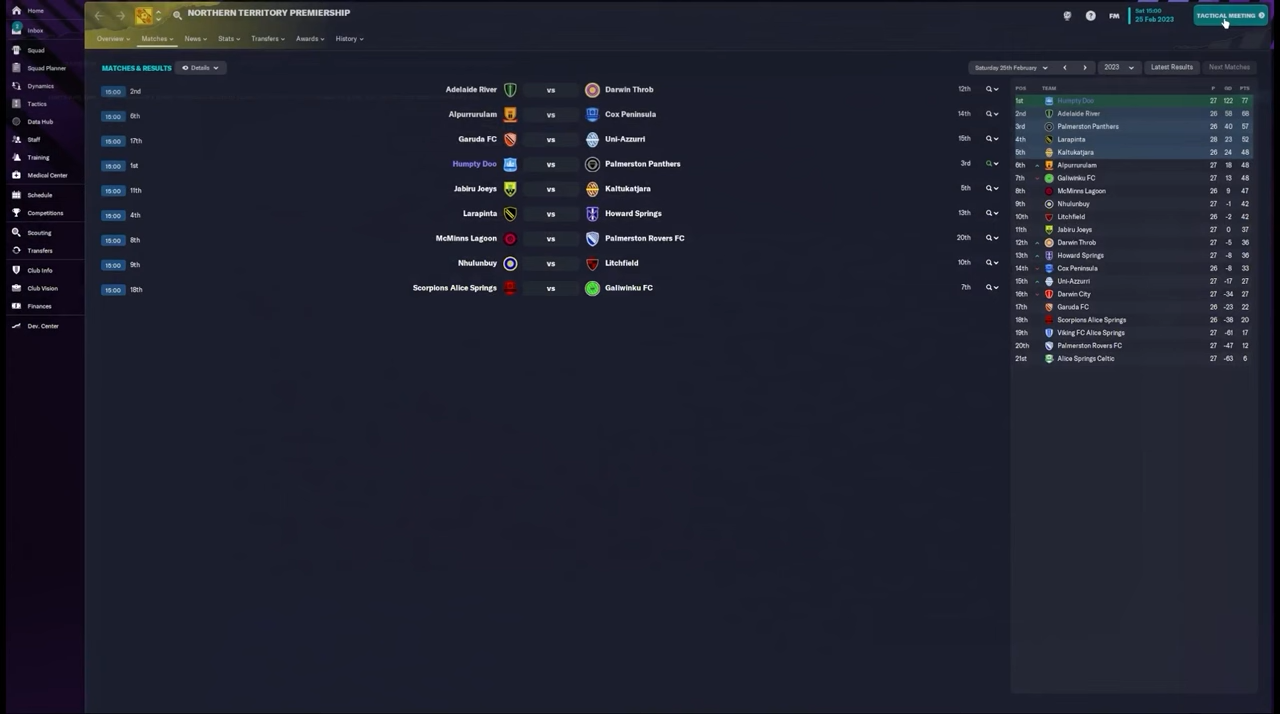 Home
Inbox
Squad
Squad Planner
Dynamics
Tactics
Data Hub
Staff
Training
Medical Center
Schedule
Competitions
Scouting
Transfers
Club Info
Club Vision
Finances
Dev. Center
NORTHERN TERRITORY PREMIERSHIP
FM
Sat 15:00
25 Feb 2023
TACTICAL MEETING
Overview Matches News Stats Transfers Awards History
MATCHES & RESULTS Details
Saturday 25th February 2023 Latest Results Next Matches
15:00 2nd Adelaide River vs Darwin Throb 12th
15:00 6th Alpurrurulam vs Cox Peninsula 14th
15:00 17th Garuda FC vs Uni-Azzurri 15th
15:00 1st Humpty Doo vs Palmerston Panthers 3rd
15:00 11th Jabiru Joeys vs Kaltukatjara 5th
15:00 4th Larapinta vs Howard Springs 13th
15:00 8th McMinns Lagoon vs Palmerston Rovers FC 20th
15:00 9th Nhulunbuy vs Litchfield 10th
15:00 18th Scorpions Alice Springs vs Galiwinku FC 7th
POS TEAM P GD PTS
1st Humpty Doo 27 122 77
2nd Adelaide River 26 58 68
3rd Palmerston Panthers 26 40 57
4th Larapinta 28 23 52
5th Kaltukatjara 26 24 48
6th Alpurrurulam 27 18 48
7th Galiwinku FC 27 13 48
8th McMinns Lagoon 26 9 47
9th Nhulunbuy 27 -1 42
10th Litchfield 26 -2 42
11th Jabiru Joeys 27 0 37
12th Darwin Throb 27 -5 36
13th Howard Springs 27 -8 36
14th Cox Peninsula 26 -8 33
15th Uni-Azzurri 27 -17 27
16th Darwin City 27 -34 27
17th Garuda FC 26 -23 22
18th Scorpions Alice Springs 26 -38 20
19th Viking FC Alice Springs 27 -61 17
20th Palmerston Rovers FC 27 -47 12
21st Alice Springs Celtic 27 -63 6